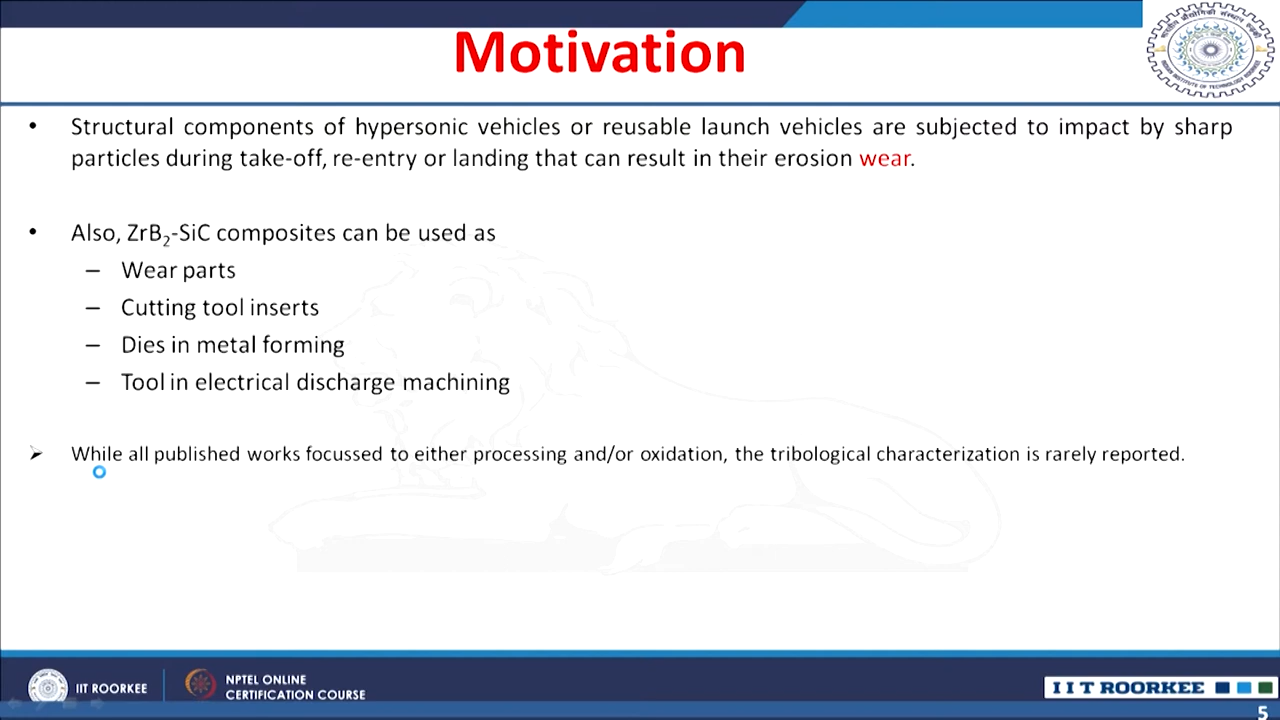 Motivation
• Structural components of hypersonic vehicles or reusable launch vehicles are subjected to impact by sharp
particles during take-off, re-entry or landing that can result in their erosion wear.
• Also, ZrB₂-SiC composites can be used as
– Wear parts
– Cutting tool inserts
– Dies in metal forming
– Tool in electrical discharge machining
➢ While all published works focussed to either processing and/or oxidation, the tribological characterization is rarely reported.
IIT ROORKEE
NPTEL ONLINE
CERTIFICATION COURSE
IIT ROORKEE
5